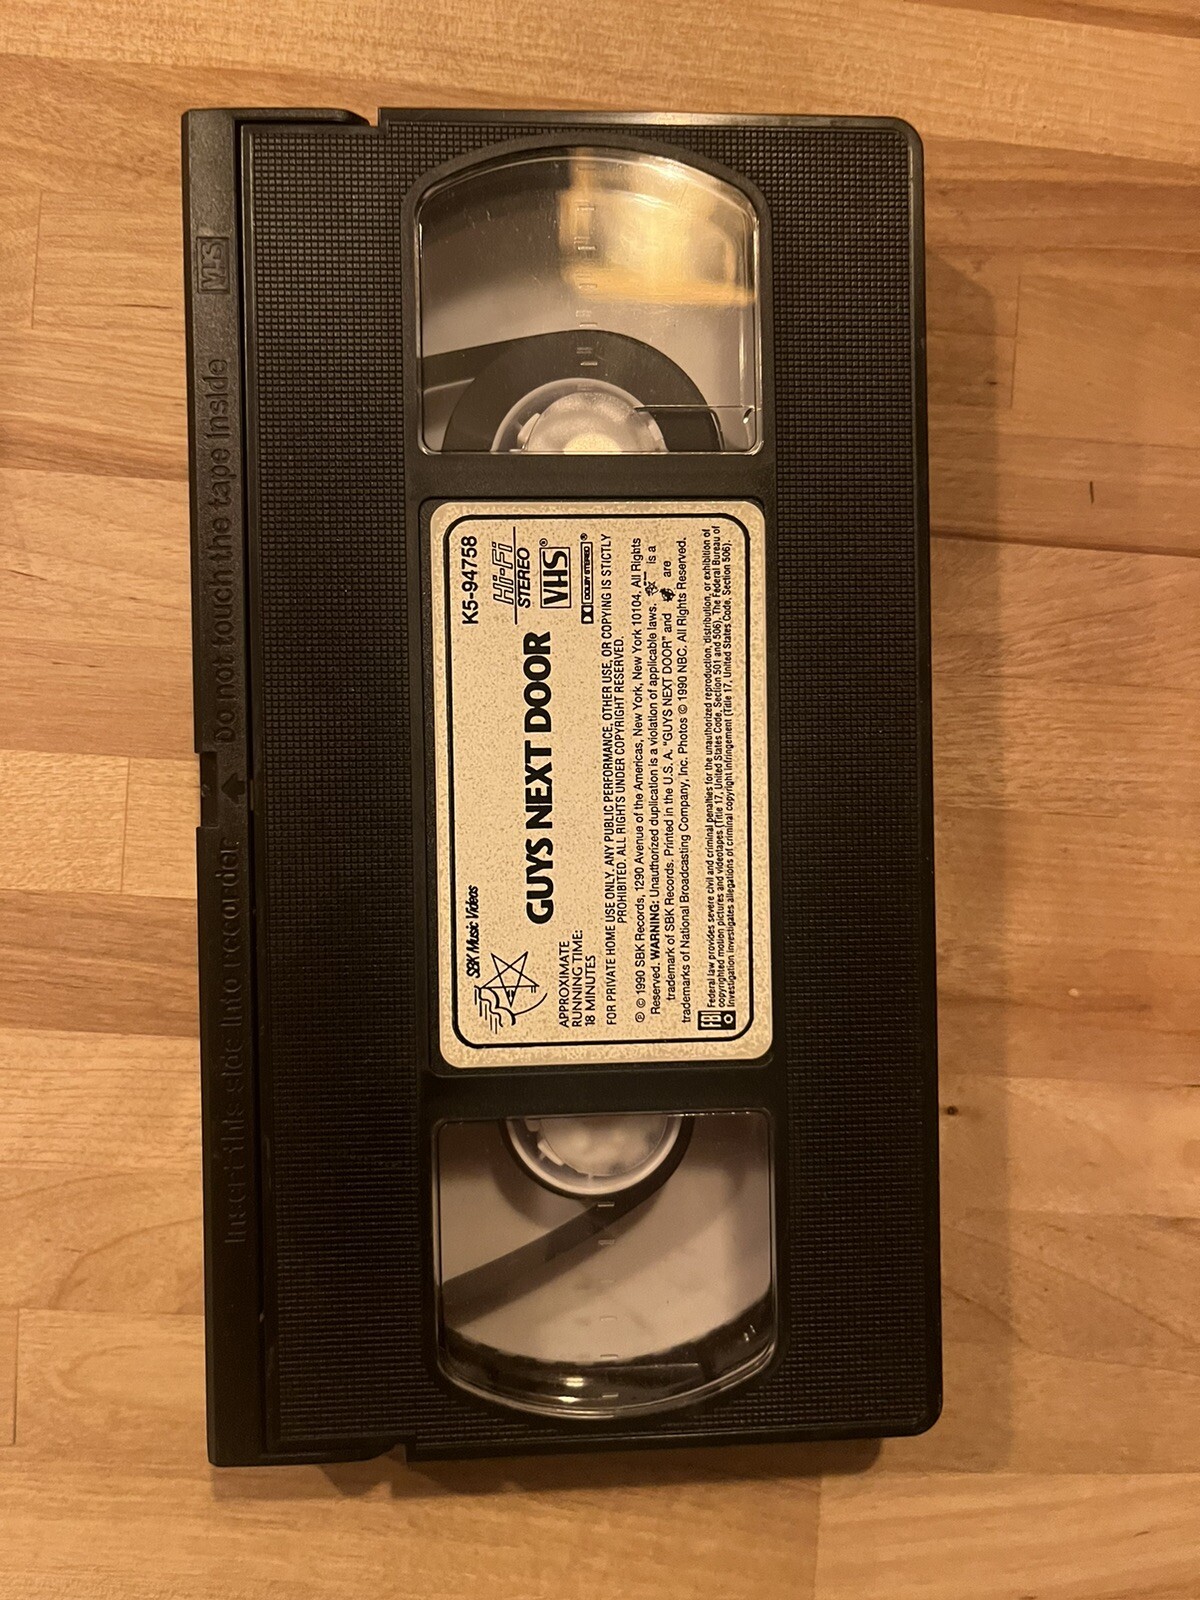 VHS
Do not touch the tape inside
Insert this side into recorder
SBK Music Videos
K5-94758
GUYS NEXT DOOR
Hi-Fi
STEREO
VHS®
DOLBY STEREO ®
APPROXIMATE
RUNNING TIME:
18 MINUTES
FOR PRIVATE HOME USE ONLY. ANY PUBLIC PERFORMANCE, OTHER USE, OR COPYING IS STICTLY
PROHIBITED. ALL RIGHTS UNDER COPYRIGHT RESERVED.
℗ © 1990 SBK Records, 1290 Avenue of the Americas, New York, New York 10104. All Rights
Reserved. WARNING: Unauthorized duplication is a violation of applicable laws. is a
trademark of SBK Records. Printed in the U.S.A. "GUYS NEXT DOOR" and are
trademarks of National Broadcasting Company, Inc. Photos © 1990 NBC. All Rights Reserved.
FBI
Federal law provides severe civil and criminal penalties for the unauthorized reproduction, distribution, or exhibition of
copyrighted motion pictures and videotapes (Title 17, United States Code, Section 501 and 506). The Federal Bureau of
Investigation investigates allegations of criminal copyright infringement (Title 17, United States Code, Section 506).